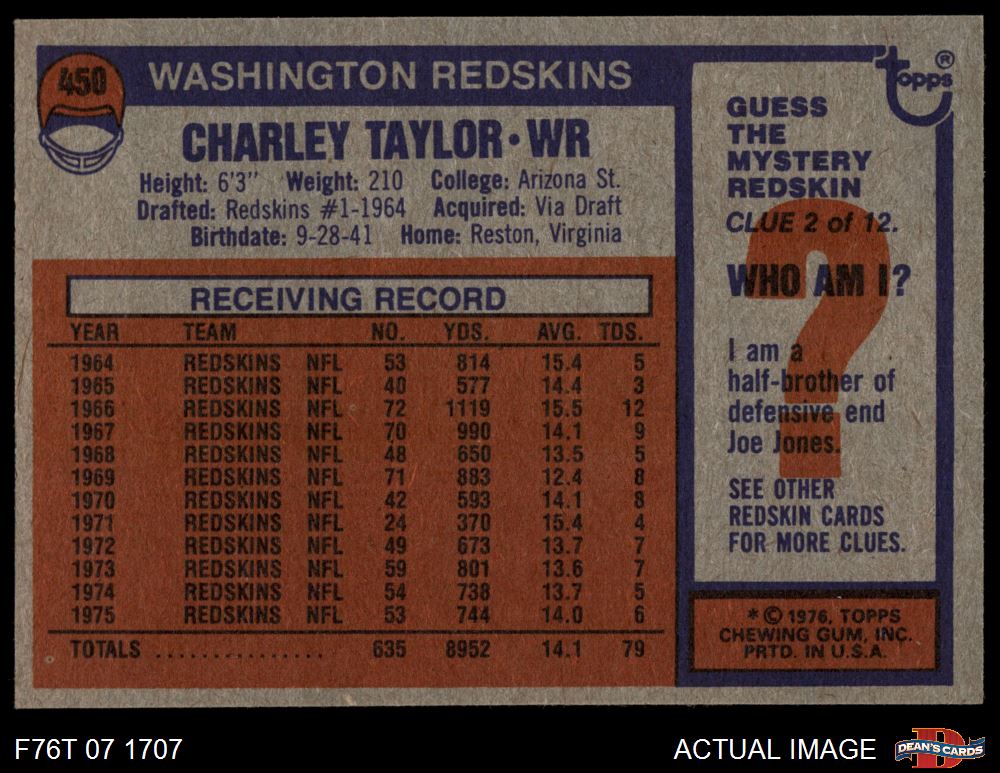 450
WASHINGTON REDSKINS
CHARLEY TAYLOR • WR
Height: 6'3" Weight: 210 College: Arizona St.
Drafted: Redskins #1-1964 Acquired: Via Draft
Birthdate: 9-28-41 Home: Reston, Virginia
RECEIVING RECORD
YEAR TEAM NO. YDS. AVG. TDS.
1964 REDSKINS NFL 53 814 15.4 5
1965 REDSKINS NFL 40 577 14.4 3
1966 REDSKINS NFL 72 1119 15.5 12
1967 REDSKINS NFL 70 990 14.1 9
1968 REDSKINS NFL 48 650 13.5 5
1969 REDSKINS NFL 71 883 12.4 8
1970 REDSKINS NFL 42 593 14.1 8
1971 REDSKINS NFL 24 370 15.4 4
1972 REDSKINS NFL 49 673 13.7 7
1973 REDSKINS NFL 59 801 13.6 7
1974 REDSKINS NFL 54 738 13.7 5
1975 REDSKINS NFL 53 744 14.0 6
TOTALS ................ 635 8952 14.1 79
Topps®
GUESS
THE
MYSTERY
REDSKIN
CLUE 2 of 12.
WHO AM I?
I am a
half-brother of
defensive end
Joe Jones.
SEE OTHER
REDSKIN CARDS
FOR MORE CLUES.
* © 1976, TOPPS
CHEWING GUM, INC.
PRTD. IN U.S.A.
F76T 07 1707
ACTUAL IMAGE
D
DEAN'S CARDS